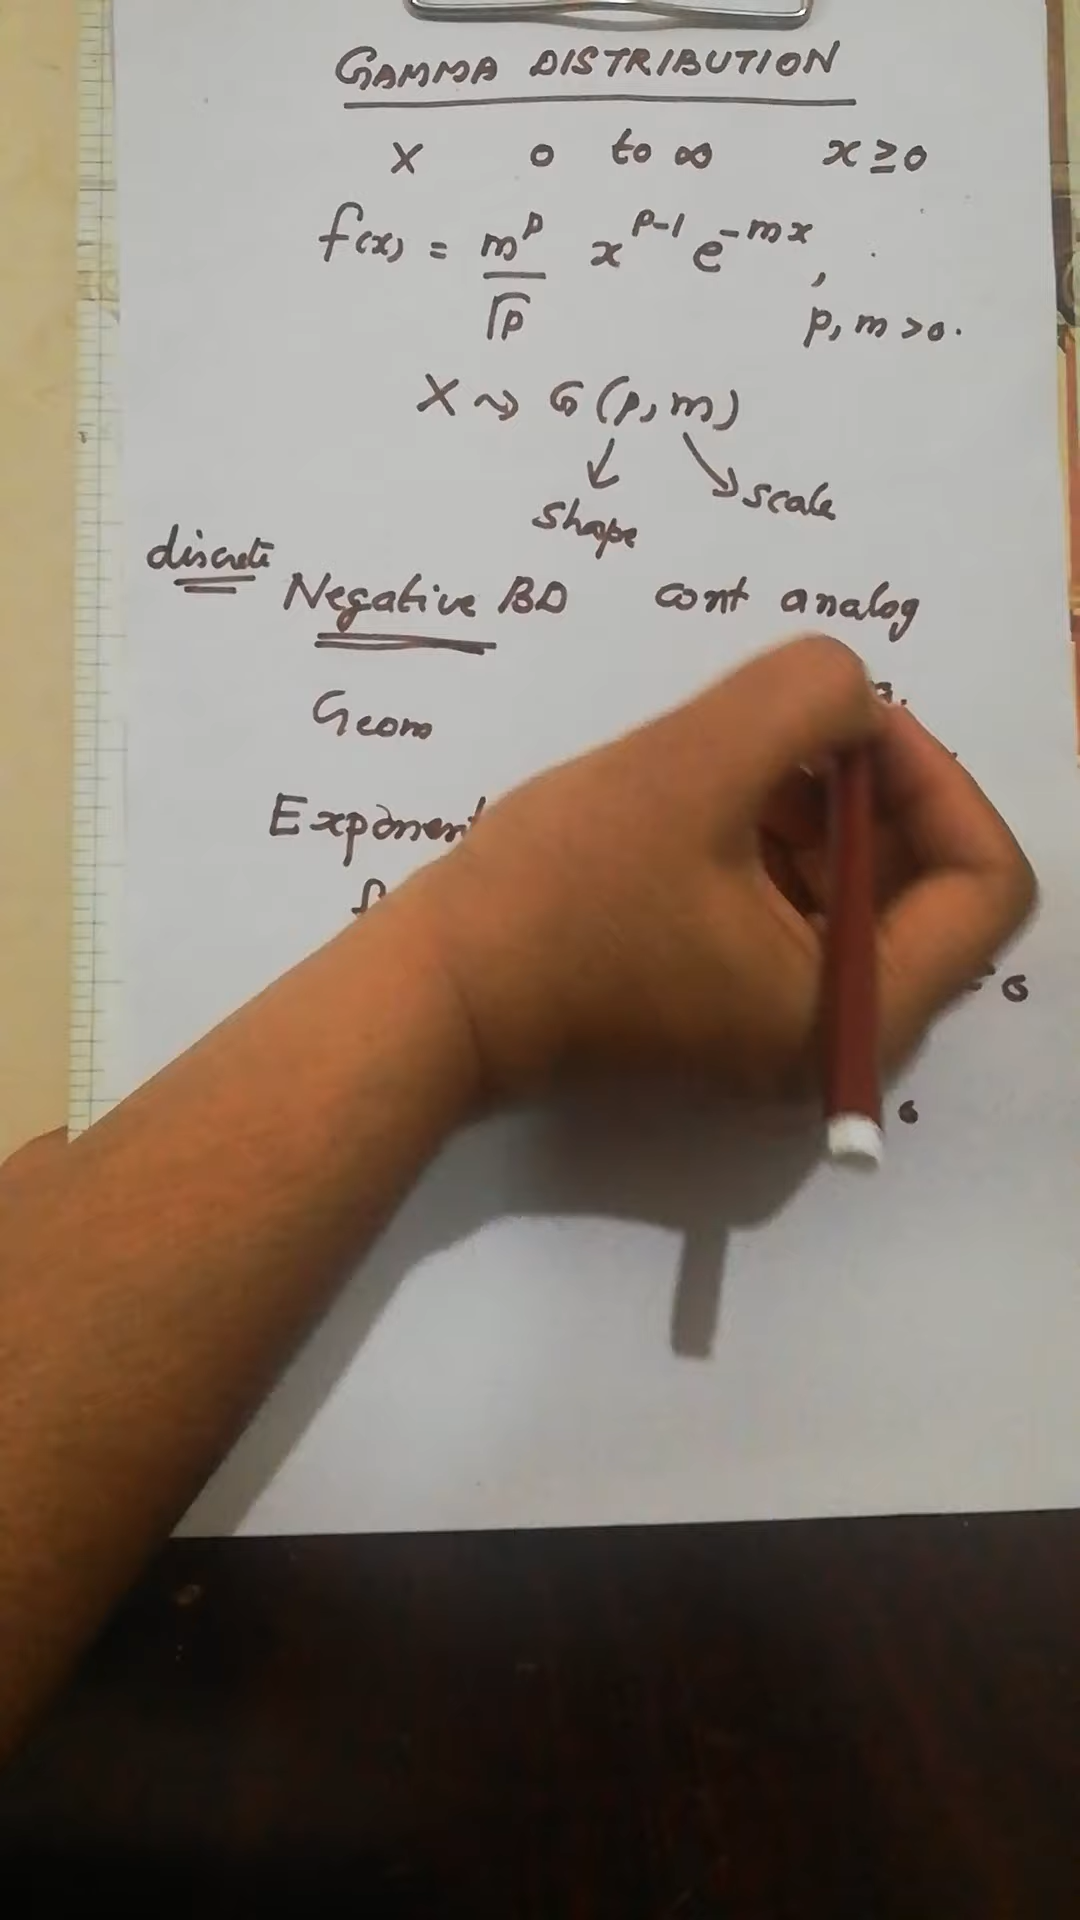 GAMMA DISTRIBUTION
X 0 to ∞ x ≥ 0
f(x) = m^p / Γp x^{p-1} e^{-mx},
p, m > 0.
X ~> G(p, m)
shape scale
discrete
Negative BD cont analog
Geom